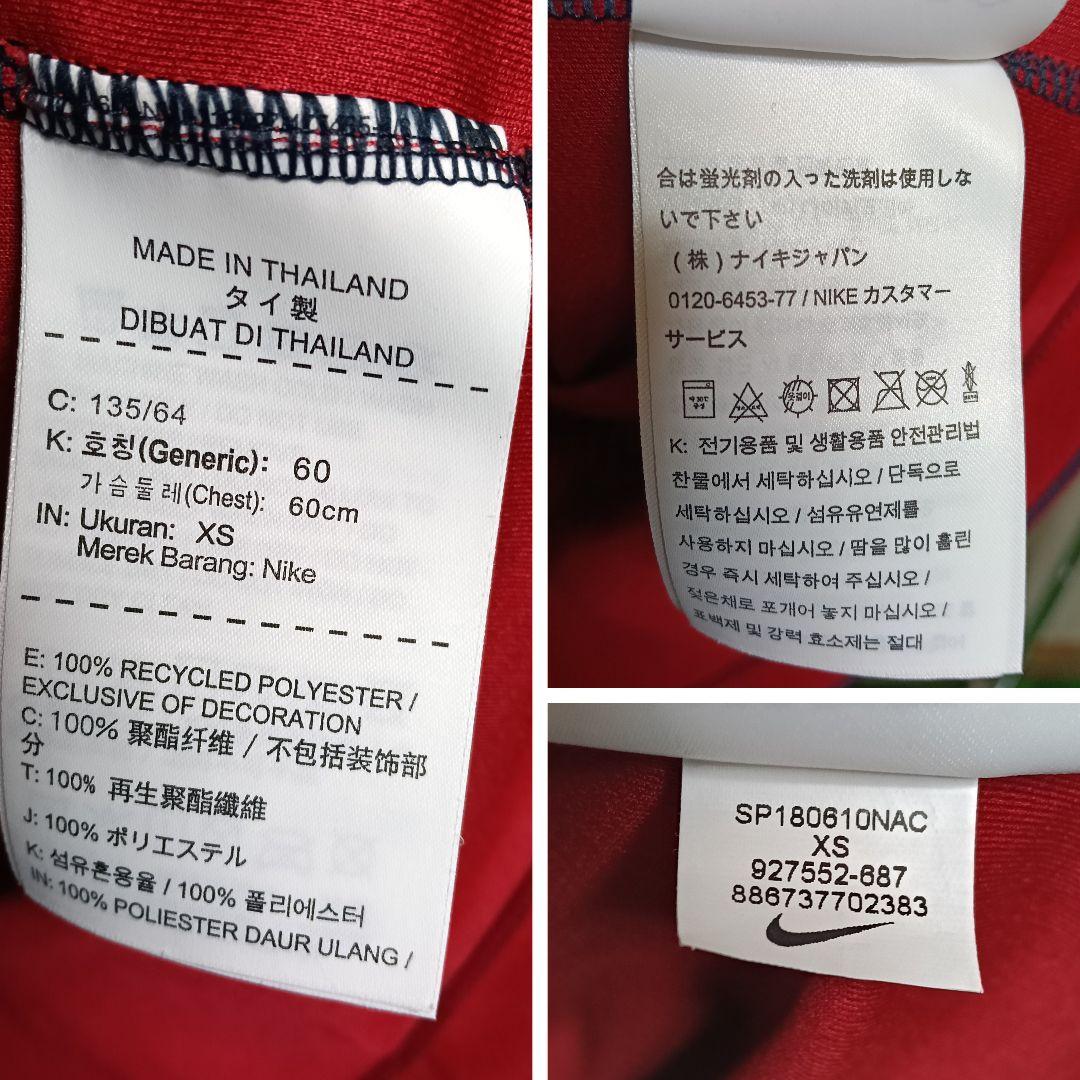 MADE IN THAILAND
タイ製
DIBUAT DI THAILAND
C: 135/64
K: 호칭(Generic): 60
가슴둘레(Chest): 60cm
IN: Ukuran: XS
Merek Barang: Nike
E: 100% RECYCLED POLYESTER /
EXCLUSIVE OF DECORATION
C: 100% 聚酯纤维 / 不包括装饰部
分
T: 100% 再生聚酯纖維
J: 100% ポリエステル
K: 섬유혼용율 / 100% 폴리에스터
IN: 100% POLIESTER DAUR ULANG /
合は蛍光剤の入った洗剤は使用しな
いで下さい
(株)ナイキジャパン
0120-6453-77 / NIKE カスタマー
サービス
K: 전기용품 및 생활용품 안전관리법
찬물에서 세탁하십시오 / 단독으로
세탁하십시오 / 섬유유연제를
사용하지 마십시오 / 땀을 많이 흘린
경우 즉시 세탁하여 주십시오 /
젖은채로 포개어 놓지 마십시오 /
표백제 및 강력 효소제는 절대
SP180610NAC
XS
927552-687
886737702383